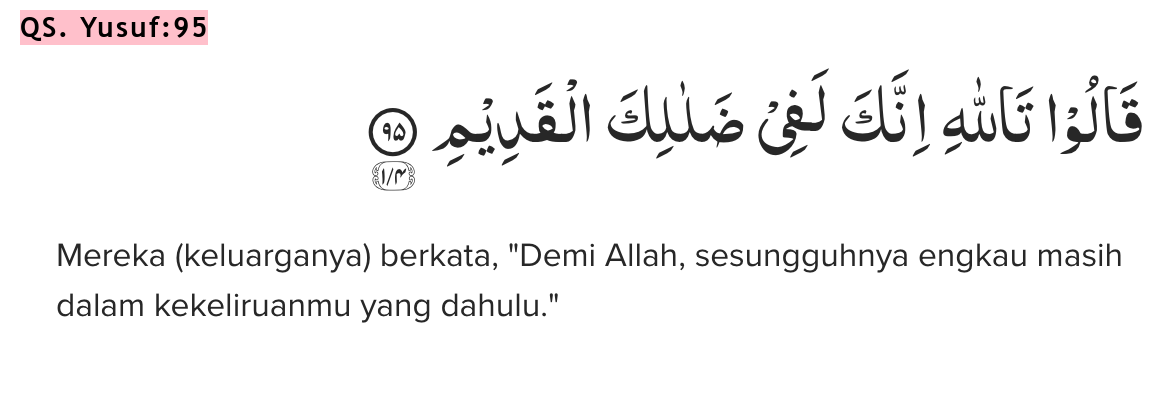 QS. Yusuf:95
قَالُوْا تَاللّٰهِ اِنَّكَ لَفِيْ ضَلٰلِكَ الْقَدِيْمِ ۝٩٥
١/٤
Mereka (keluarganya) berkata, "Demi Allah, sesungguhnya engkau masih
dalam kekeliruanmu yang dahulu."